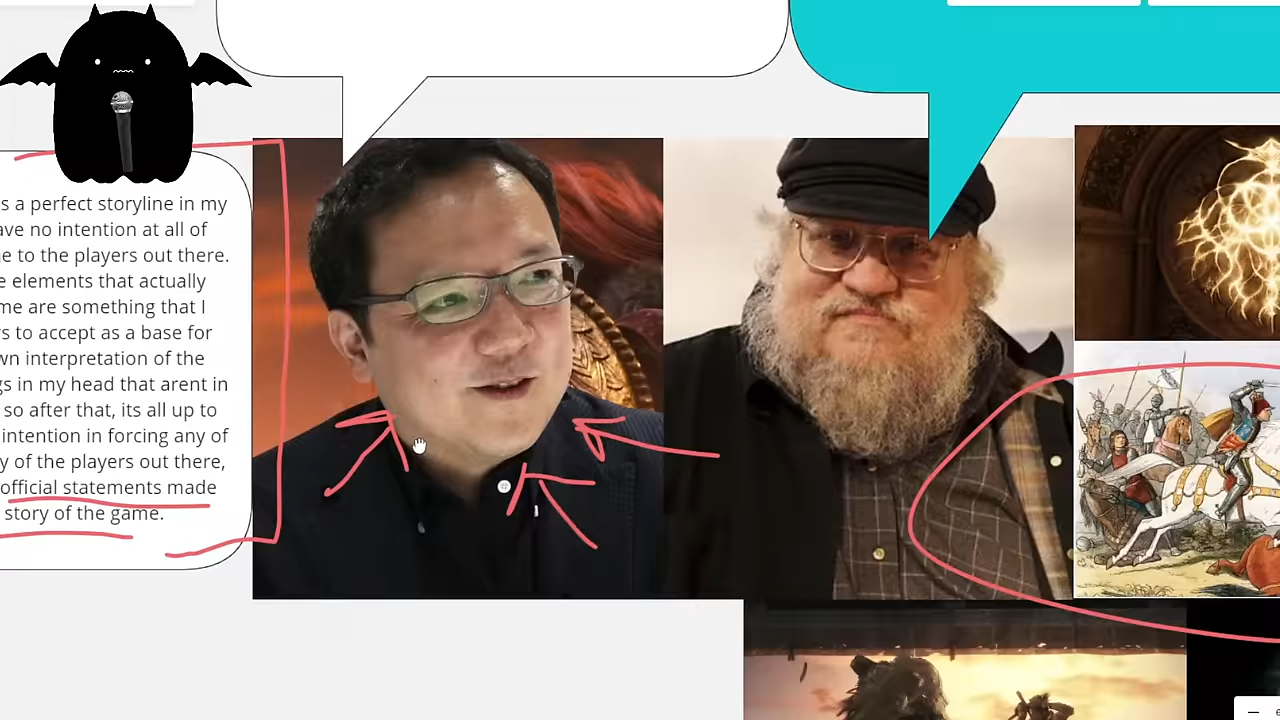 s a perfect storyline in my
ave no intention at all of
e to the players out there.
e elements that actually
me are something that I
rs to accept as a base for
wn interpretation of the
gs in my head that arent in
so after that, its all up to
intention in forcing any of
y of the players out there,
official statements made
story of the game.